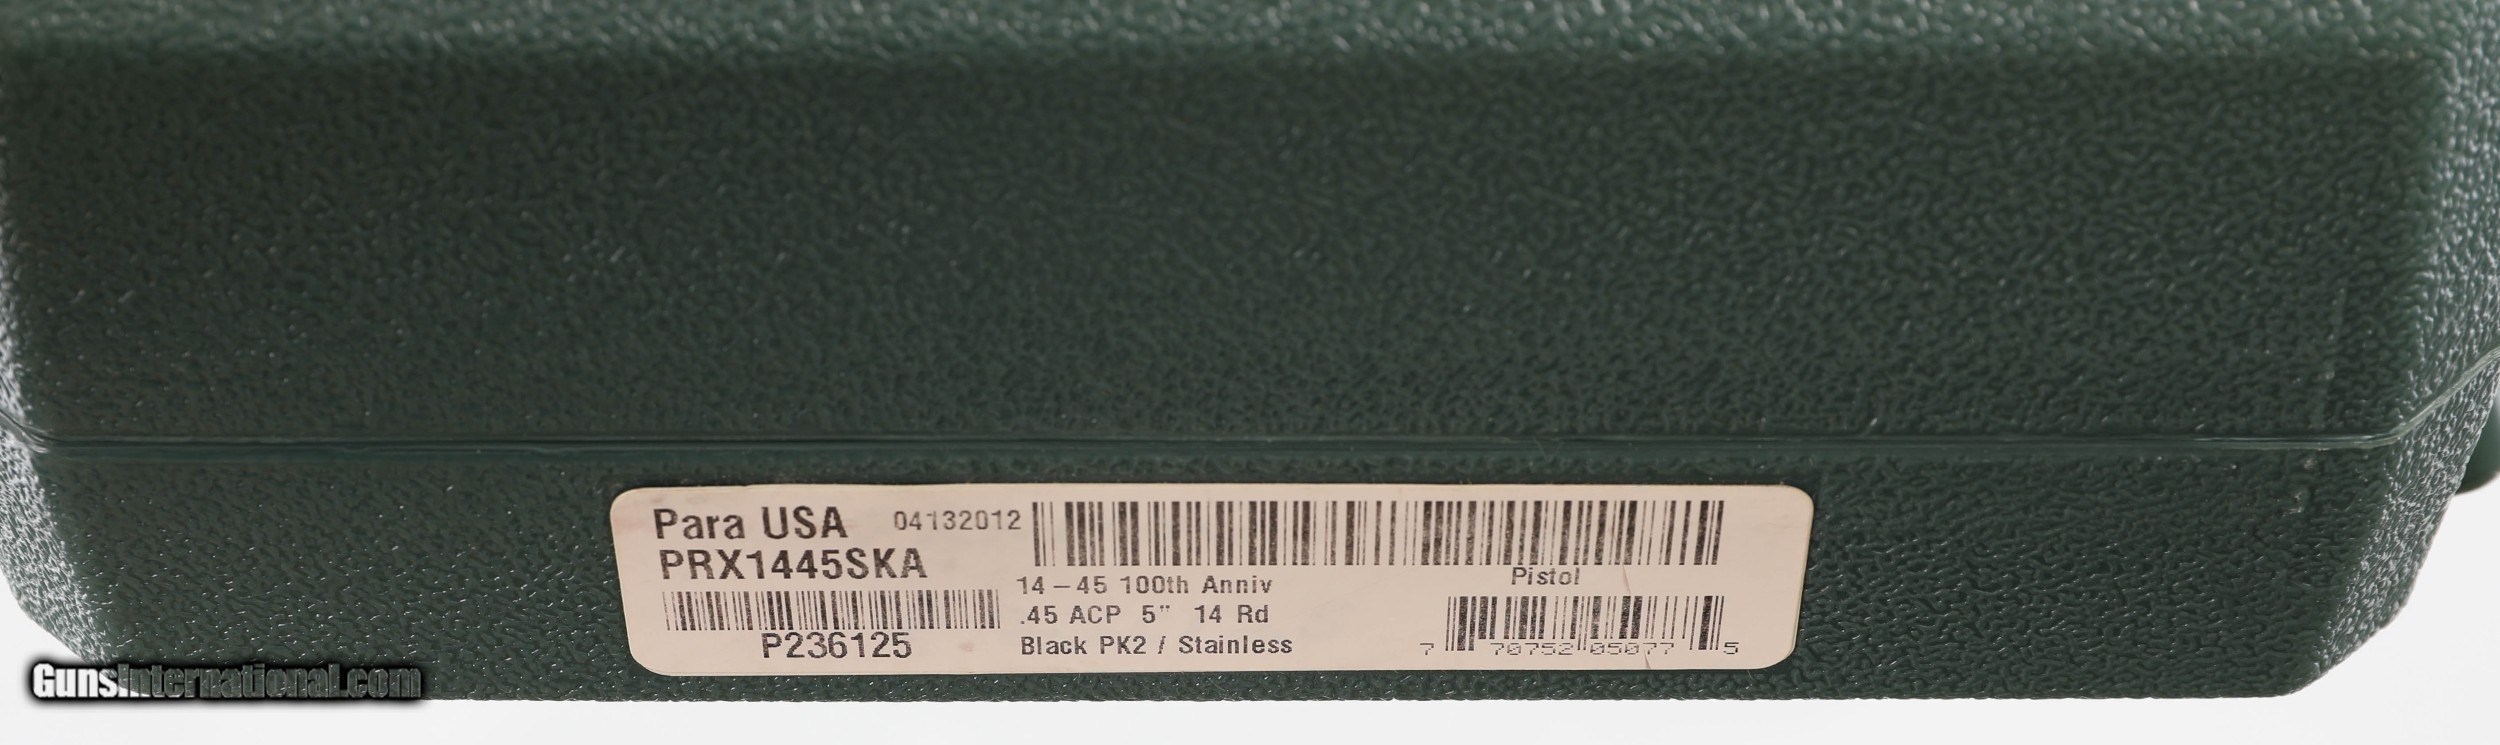 Para USA 04132012
PRX1445SKA
P236125
14-45 100th Anniv
.45 ACP 5" 14 Rd
Black PK2 / Stainless
Pistol
7 70752 05077 5
GunsInternational.com